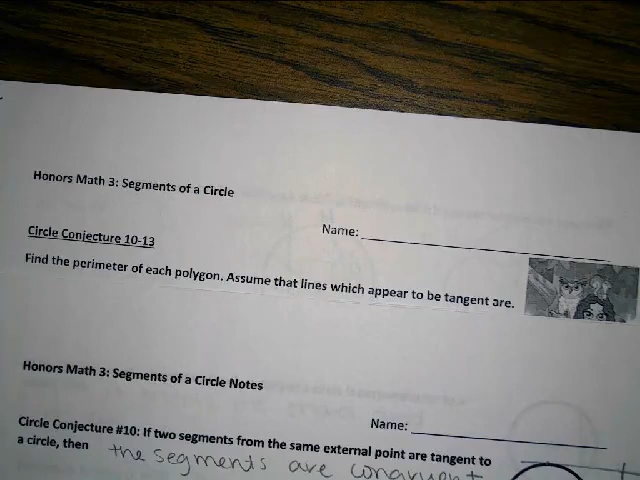 Honors Math 3: Segments of a Circle
Name:
Circle Conjecture 10-13
Find the perimeter of each polygon. Assume that lines which appear to be tangent are.
Honors Math 3: Segments of a Circle Notes
Name:
Circle Conjecture #10: If two segments from the same external point are tangent to
a circle, then the segments are congruent